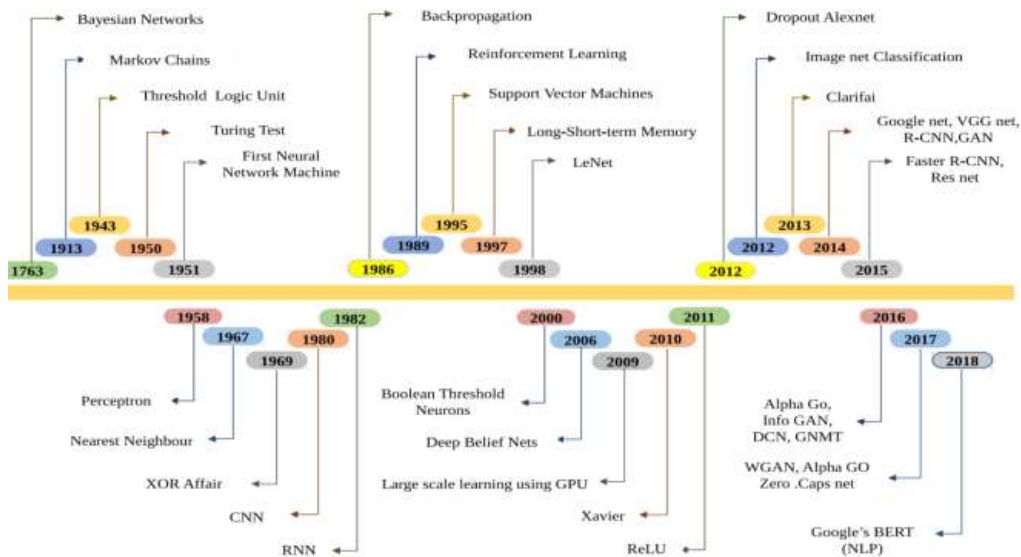 Bayesian Networks
Markov Chains
Threshold Logic Unit
Turing Test
First Neural
Network Machine
1943
1913
1950
1763
1951
Backpropagation
Reinforcement Learning
Support Vector Machines
Long-Short-term Memory
LeNet
1995
1989
1997
1986
1998
Dropout Alexnet
Image net Classification
Clarifai
Google net, VGG net,
R-CNN,GAN
Faster R-CNN,
Res net
2013
2012
2014
2012
2015
1958
1982
1967
1980
1969
Perceptron
Nearest Neighbour
XOR Affair
CNN
RNN
2000
2011
2006
2010
2009
Boolean Threshold
Neurons
Deep Belief Nets
Large scale learning using GPU
Xavier
ReLU
2016
2017
2018
Alpha Go,
Info GAN,
DCN, GNMT
WGAN, Alpha GO
Zero .Caps net
Google's BERT
(NLP)